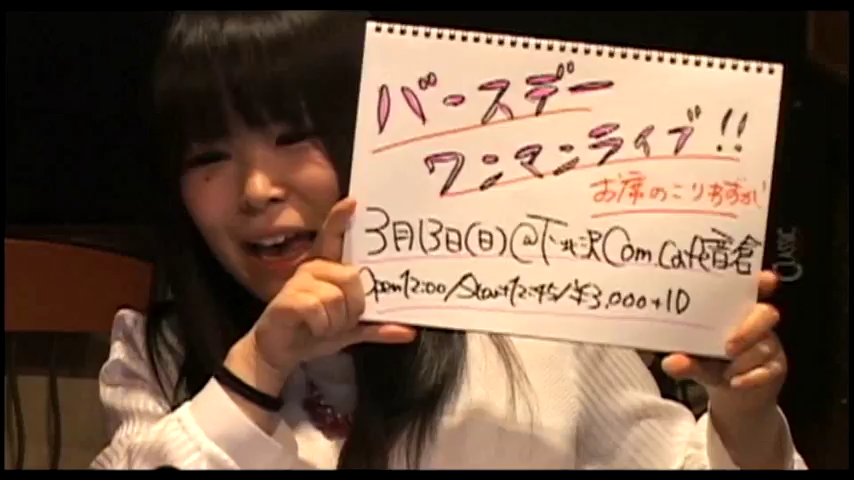 バースデー
ワンマンライブ!!
お席のこりわずか
3月13日(日)@下北沢Com.Cafe音倉
Open12:00/Start12:45/¥3,000+1D
CLASSIC